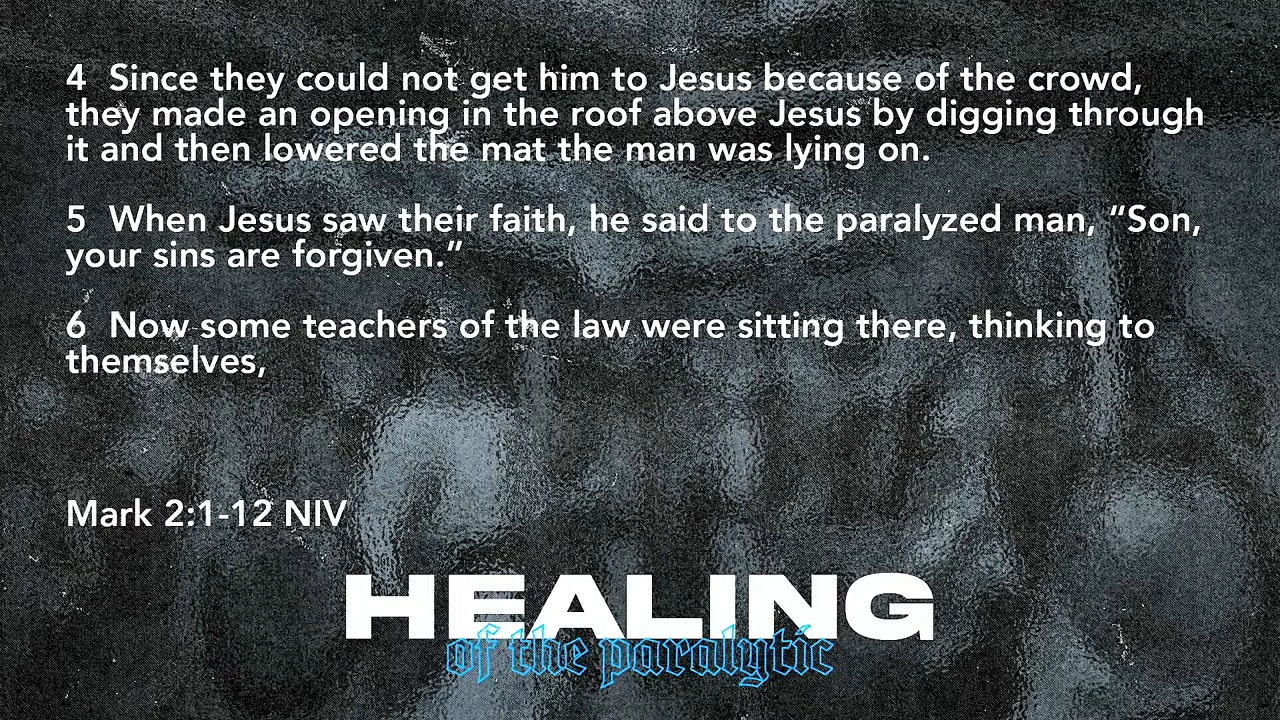 4  Since they could not get him to Jesus because of the crowd,
they made an opening in the roof above Jesus by digging through
it and then lowered the mat the man was lying on.
5  When Jesus saw their faith, he said to the paralyzed man, “Son,
your sins are forgiven.”
6  Now some teachers of the law were sitting there, thinking to
themselves,
Mark 2:1-12 NIV
HEALING
of the paralytic